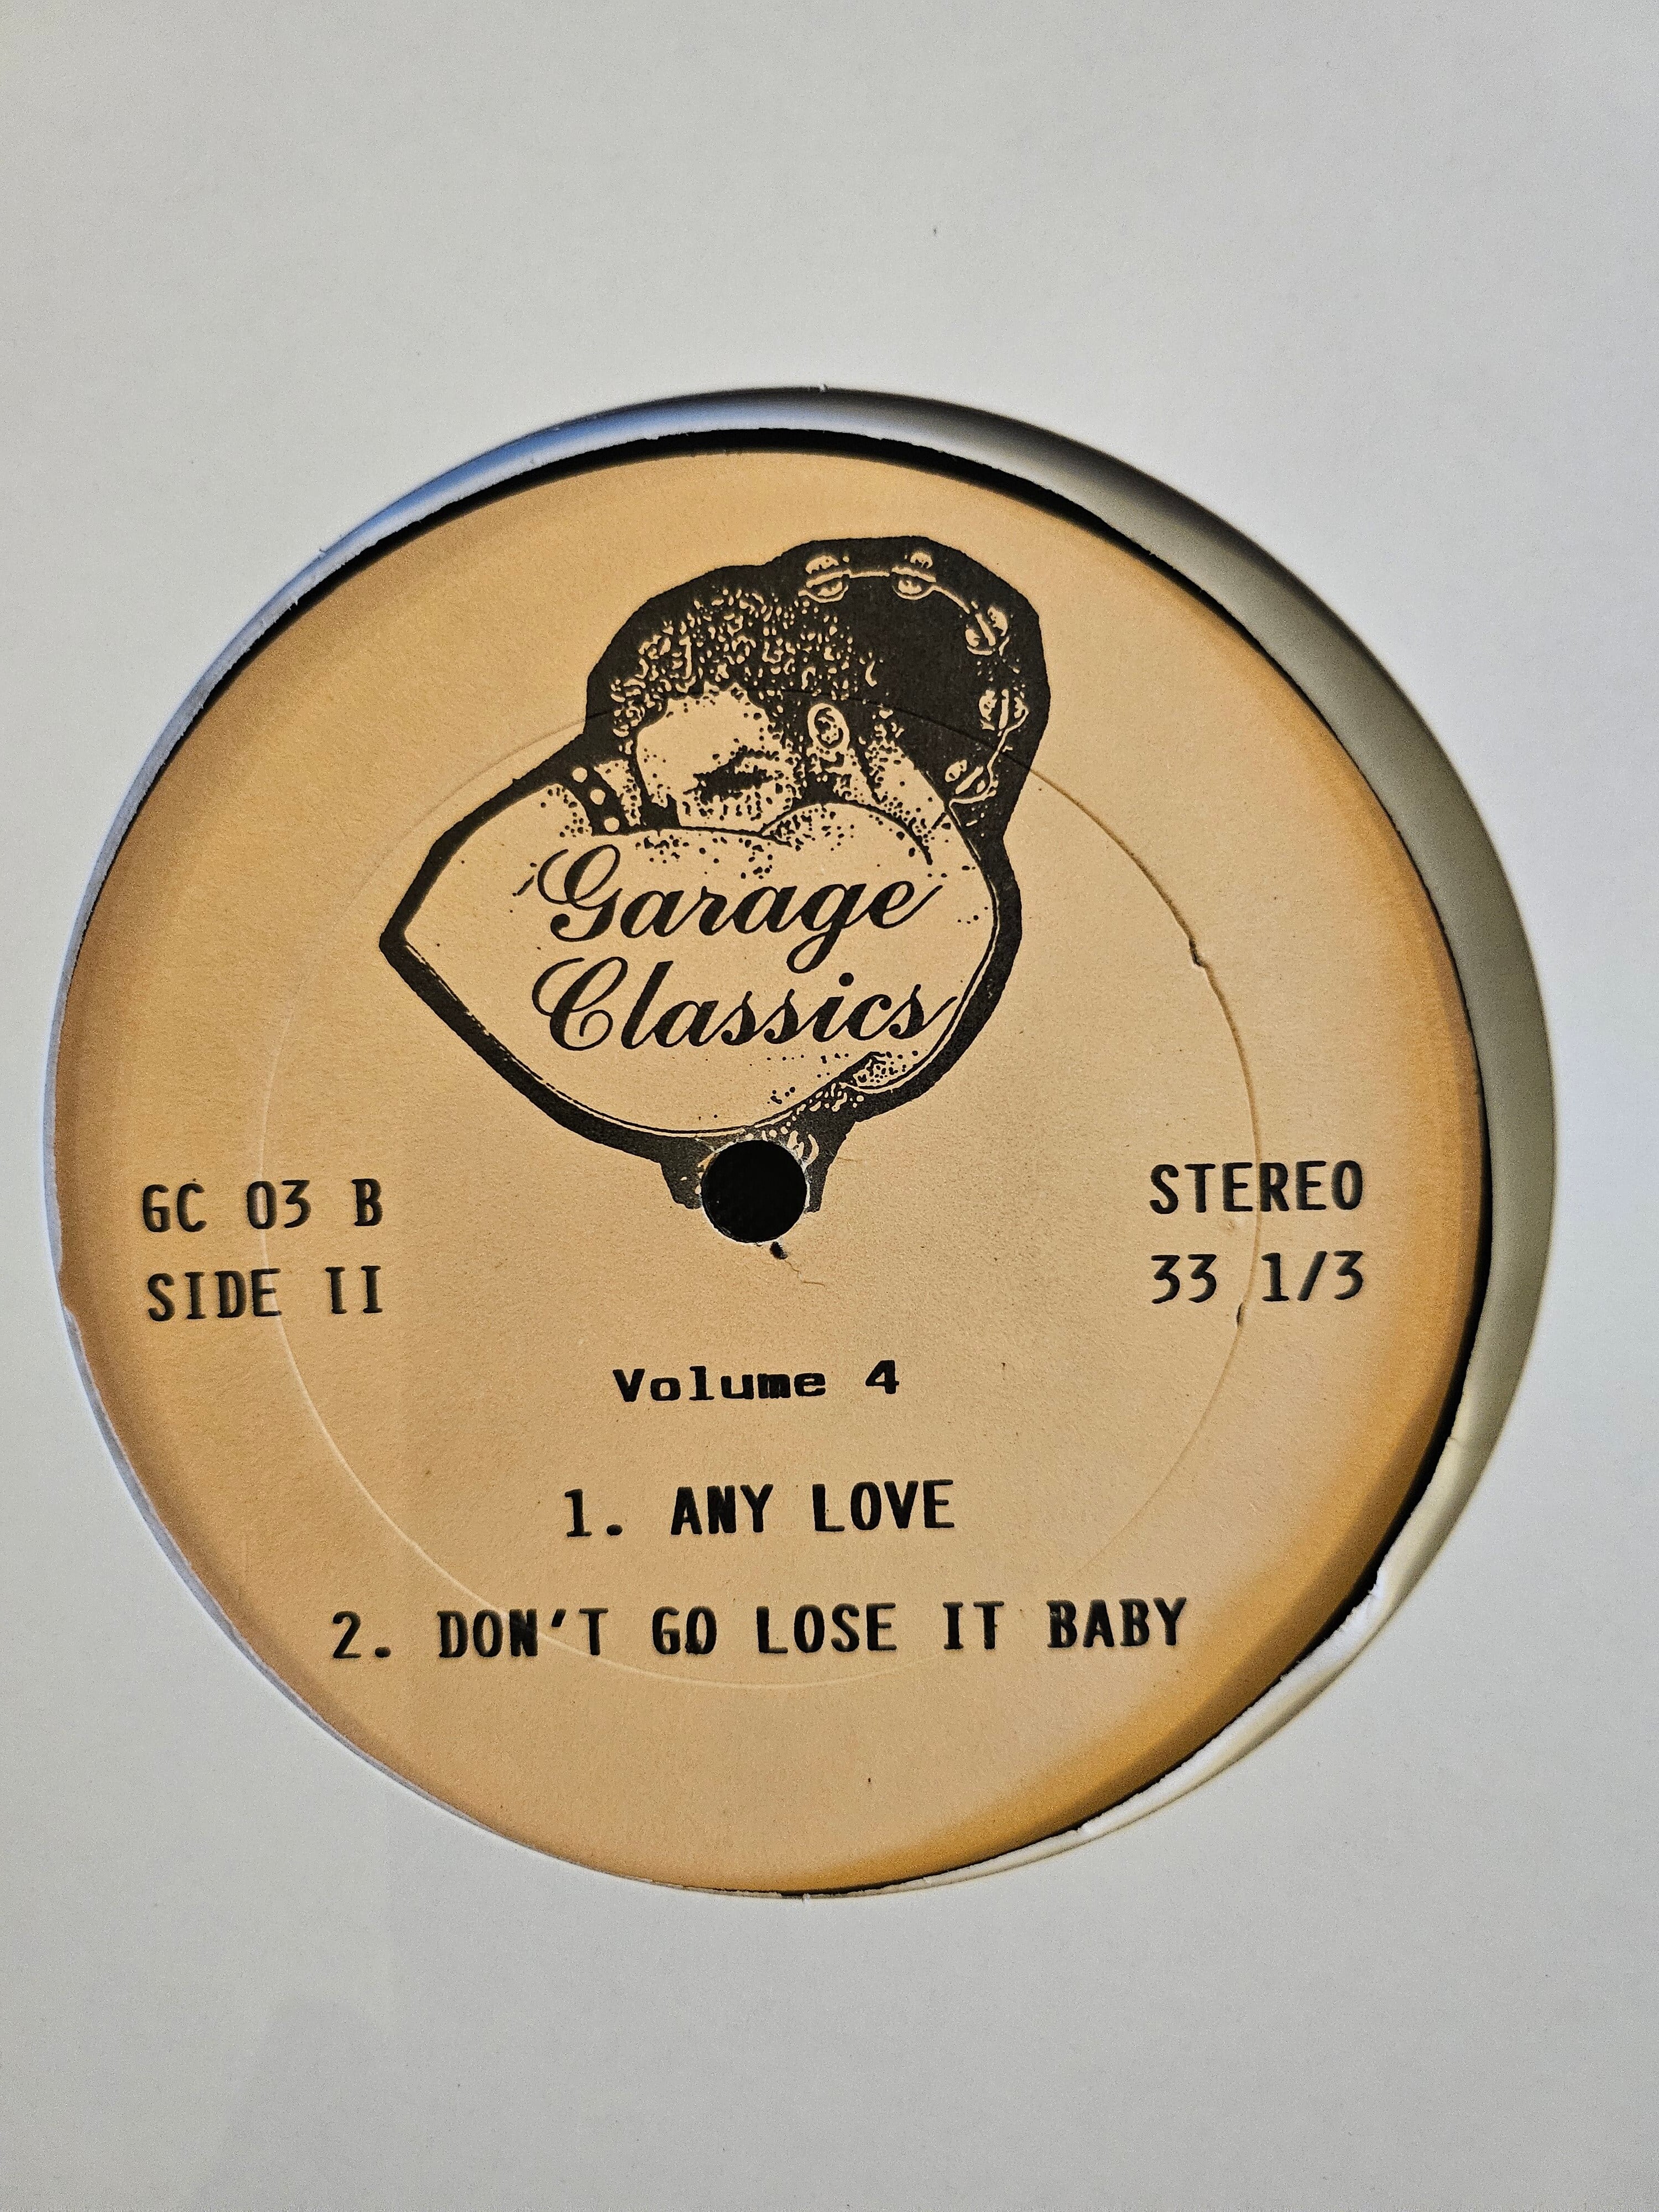 Garage
Classics
GC 03 B
SIDE II
STEREO
33 1/3
Volume 4
1. ANY LOVE
2. DON'T GO LOSE IT BABY